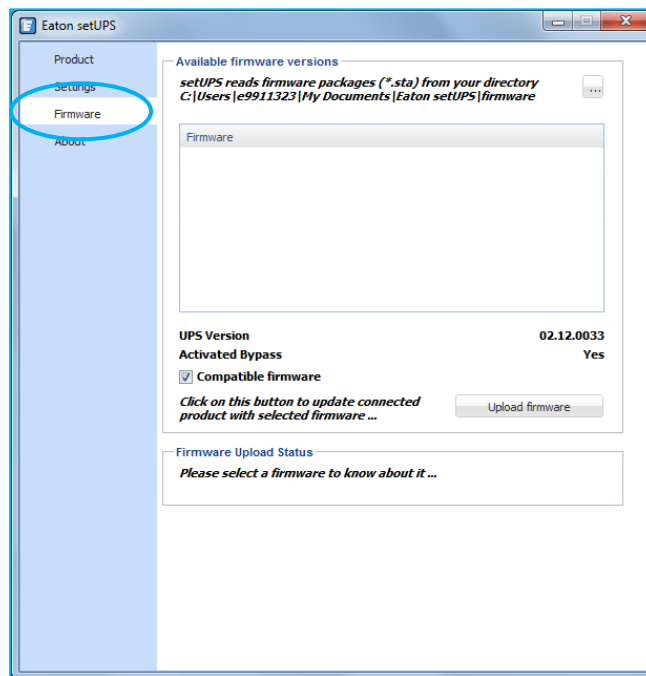 Eaton setUPS
Product
Settings
Firmware
About
Available firmware versions
setUPS reads firmware packages (*.sta) from your directory
C:|Users|e9911323|My Documents|Eaton setUPS|firmware
...
Firmware
UPS Version 02.12.0033
Activated Bypass Yes
Compatible firmware
Click on this button to update connected
product with selected firmware ...
Upload firmware
Firmware Upload Status
Please select a firmware to know about it ...